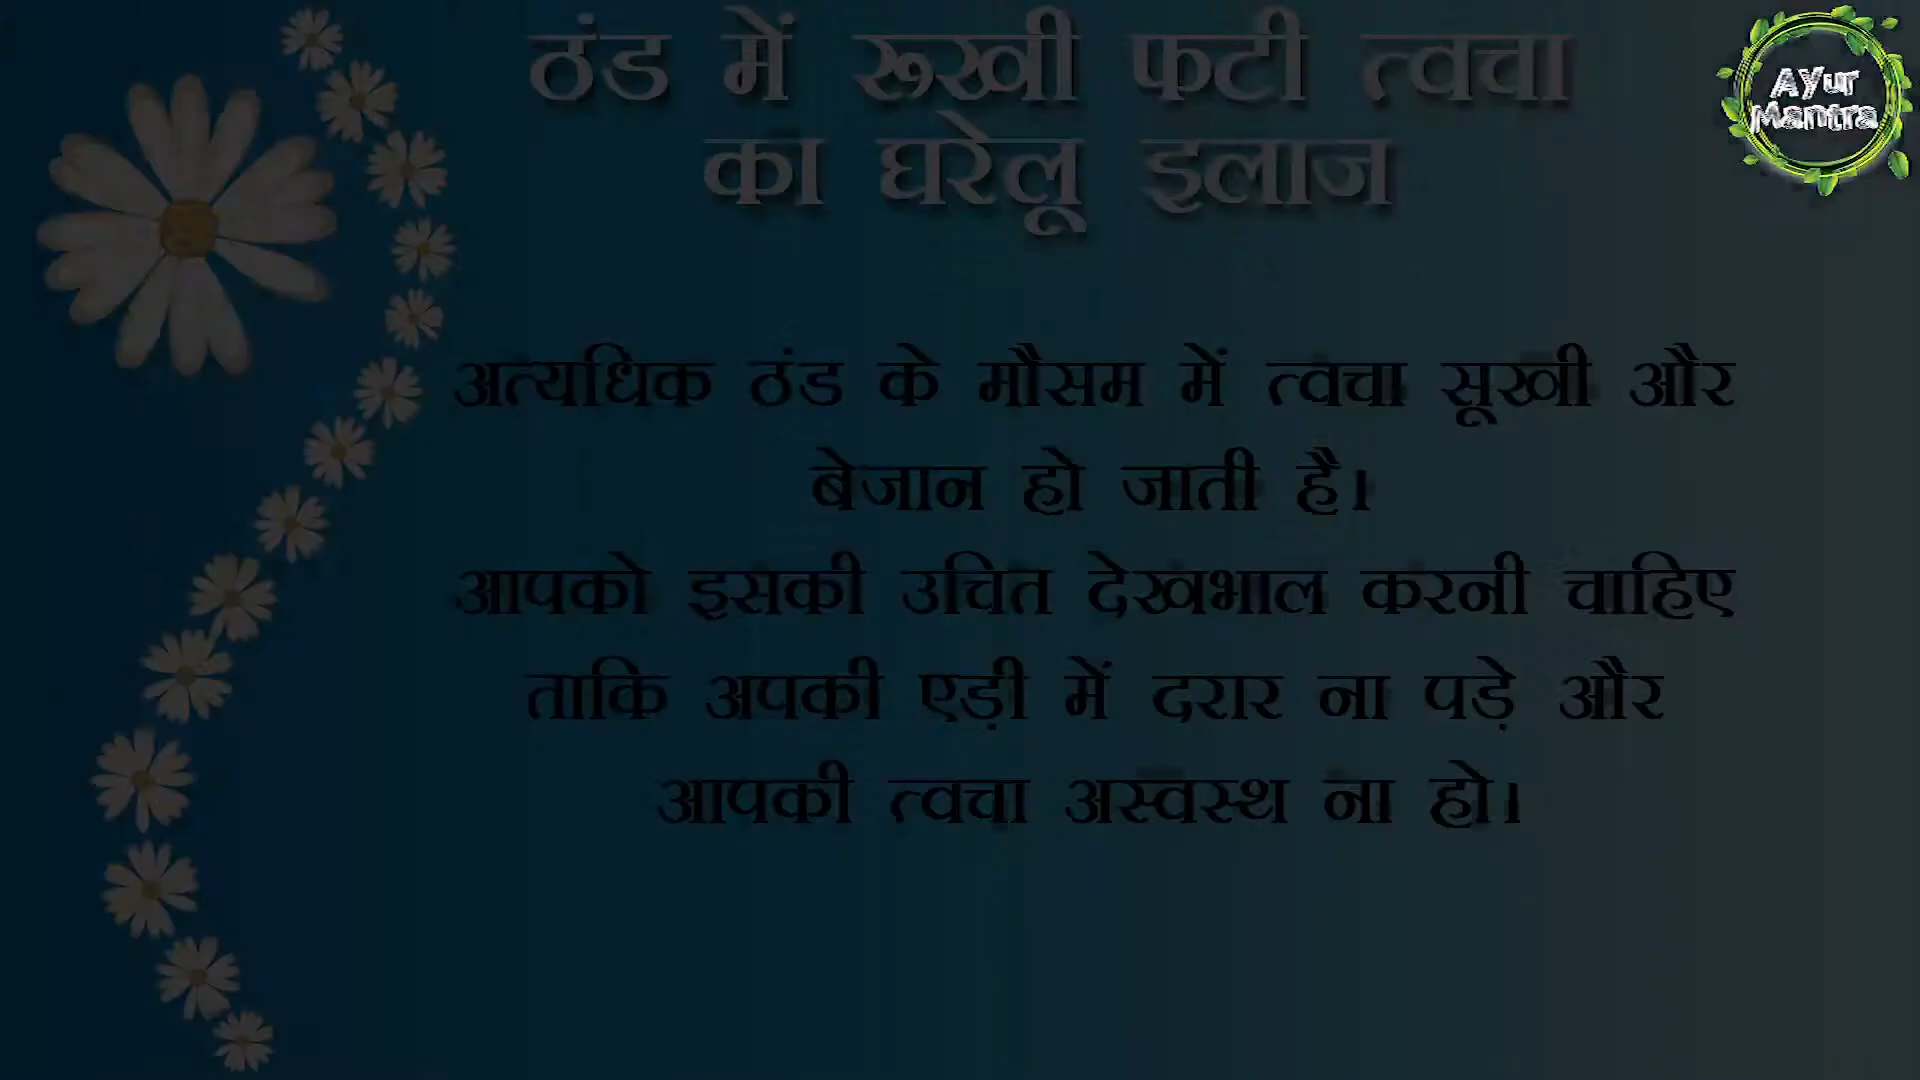 ठंड में रूखी फटी त्वचा
का घरेलू इलाज
AYur
Mantra
अत्यधिक ठंड के मौसम में त्वचा सूखी और
बेजान हो जाती है।
आपको इसकी उचित देखभाल करनी चाहिए
ताकि अपकी एड़ी में दरार ना पड़े और
आपकी त्वचा अस्वस्थ ना हो।